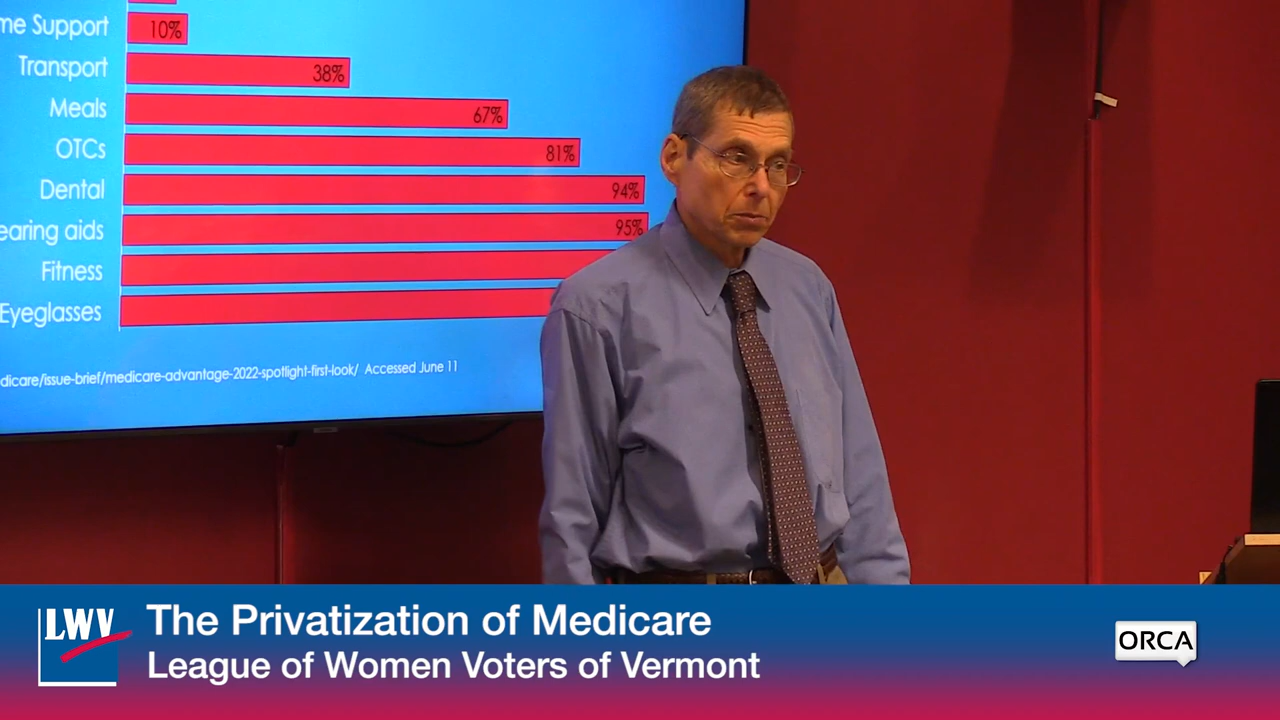 me Support
10%
Transport
38%
Meals
67%
OTCs
81%
Dental
94%
earing aids
95%
Fitness
Eyeglasses
dicare/issue-brief/medicare-advantage-2022-spotlight-first-look/ Accessed June 11
LWV
The Privatization of Medicare
League of Women Voters of Vermont
ORCA